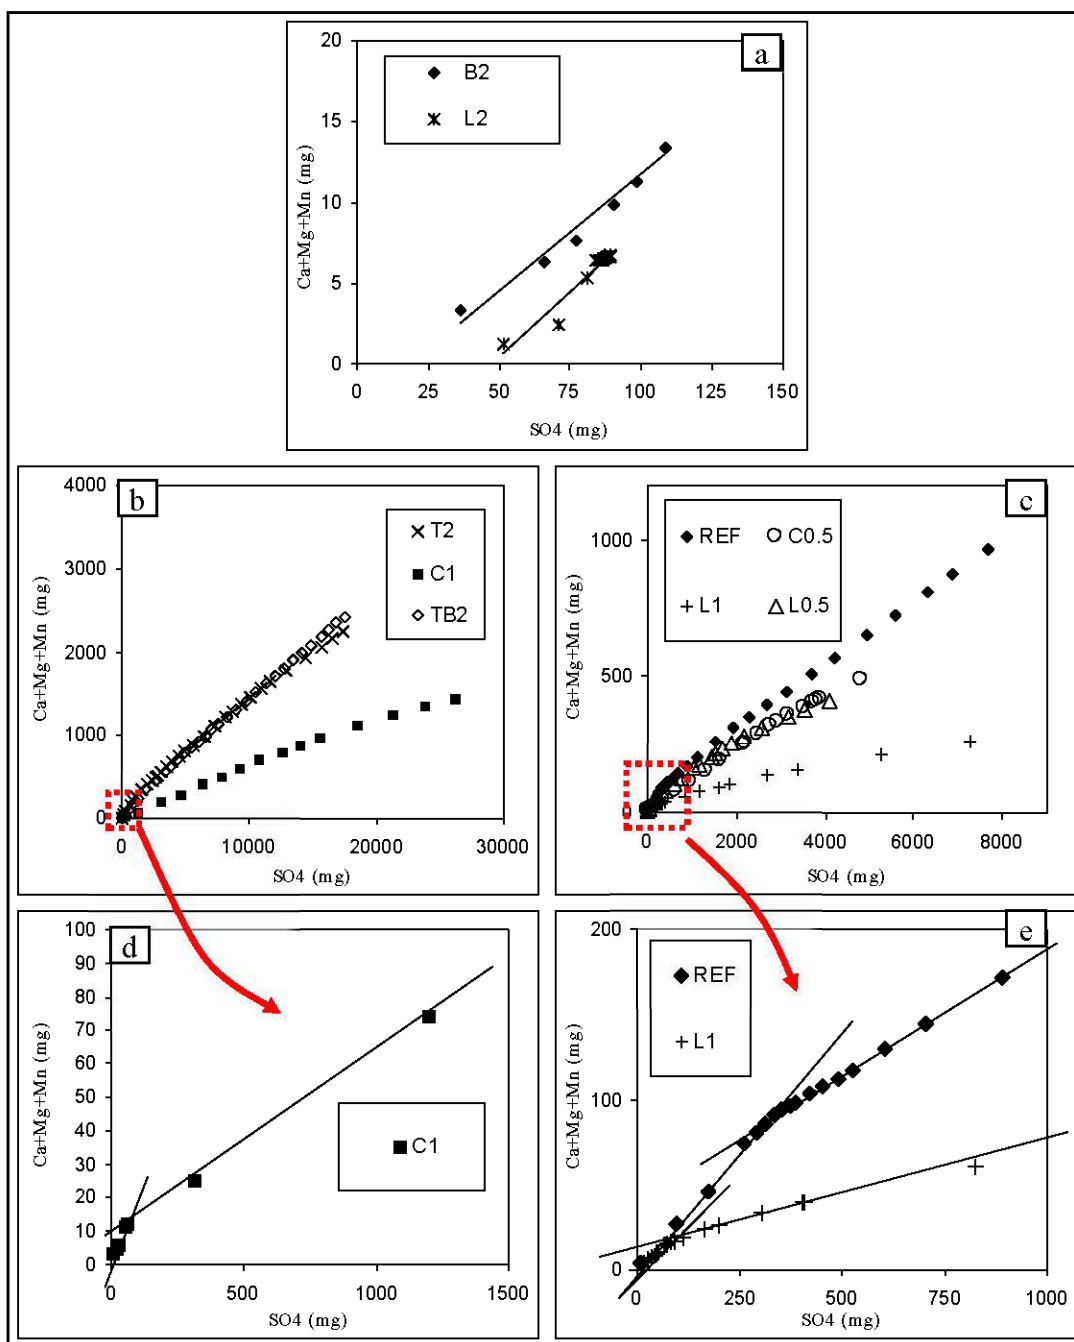 a
20
15
10
5
0
Ca+Mg+Mn (mg)
B2
L2
0 25 50 75 100 125 150
SO4 (mg)
b
4000
3000
2000
1000
0
Ca+Mg+Mn (mg)
T2
C1
TB2
0 10000 20000 30000
SO4 (mg)
c
1000
500
0
Ca+Mg+Mn (mg)
REF C0.5
L1 L0.5
0 2000 4000 6000 8000
SO4 (mg)
d
100
90
80
70
60
50
40
30
20
10
0
Ca+Mg+Mn (mg)
C1
0 500 1000 1500
SO4 (mg)
e
200
100
0
Ca+Mg+Mn (mg)
REF
L1
0 250 500 750 1000
SO4 (mg)